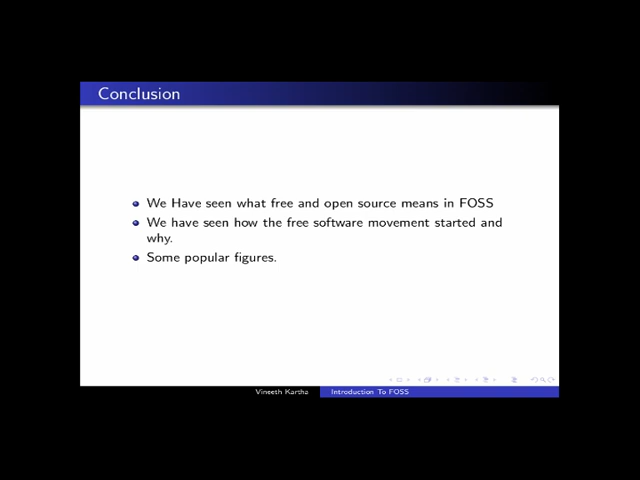 Conclusion
We Have seen what free and open source means in FOSS
We have seen how the free software movement started and
why.
Some popular figures.
Vineeth Kartha
Introduction To FOSS